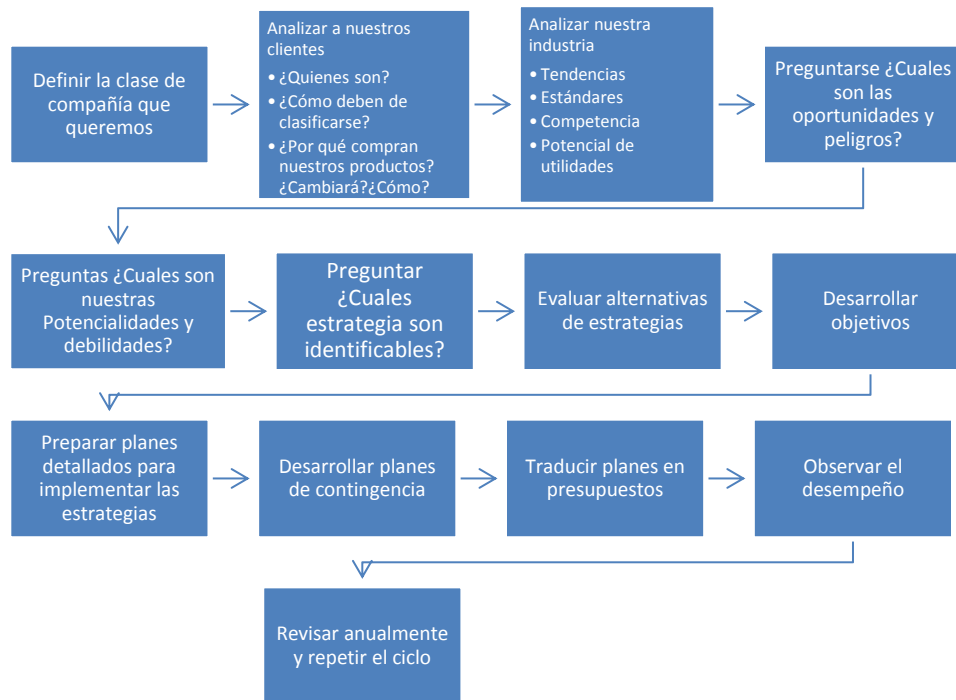 Definir la clase de
compañía que
queremos
Analizar a nuestros
clientes
• ¿Quienes son?
• ¿Cómo deben de
clasificarse?
• ¿Por qué compran
nuestros productos?
¿Cambiará?¿Cómo?
Analizar nuestra
industria
• Tendencias
• Estándares
• Competencia
• Potencial de
utilidades
Preguntarse ¿Cuales
son las
oportunidades y
peligros?
Preguntas ¿Cuales son
nuestras
Potencialidades y
debilidades?
Preguntar
¿Cuales
estrategia son
identificables?
Evaluar alternativas
de estrategias
Desarrollar
objetivos
Preparar planes
detallados para
implementar las
estrategias
Desarrollar planes
de contingencia
Traducir planes en
presupuestos
Observar el
desempeño
Revisar anualmente
y repetir el ciclo